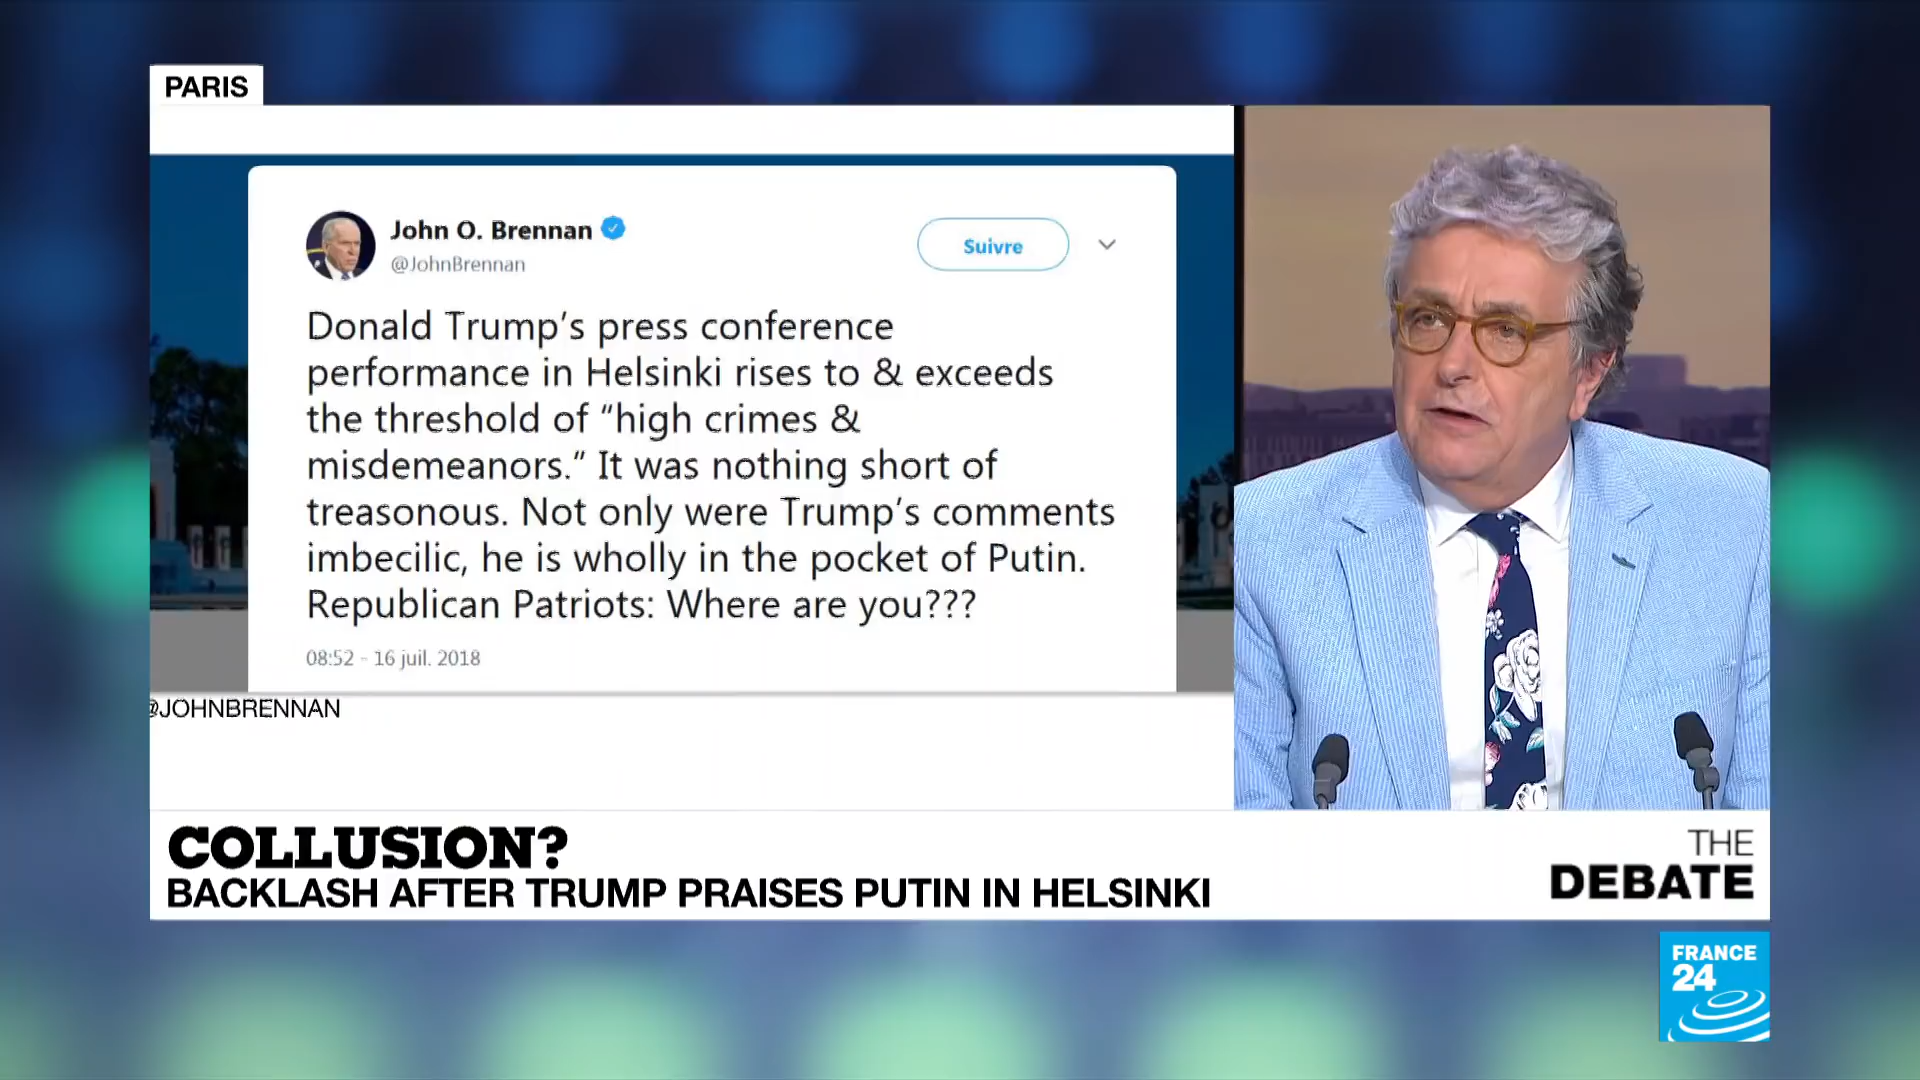 PARIS
John O. Brennan
@JohnBrennan
Suivre
Donald Trump’s press conference
performance in Helsinki rises to & exceeds
the threshold of “high crimes &
misdemeanors.” It was nothing short of
treasonous. Not only were Trump’s comments
imbecilic, he is wholly in the pocket of Putin.
Republican Patriots: Where are you???
08:52 - 16 juil. 2018
@JOHNBRENNAN
COLLUSION?
BACKLASH AFTER TRUMP PRAISES PUTIN IN HELSINKI
THE
DEBATE
FRANCE
24